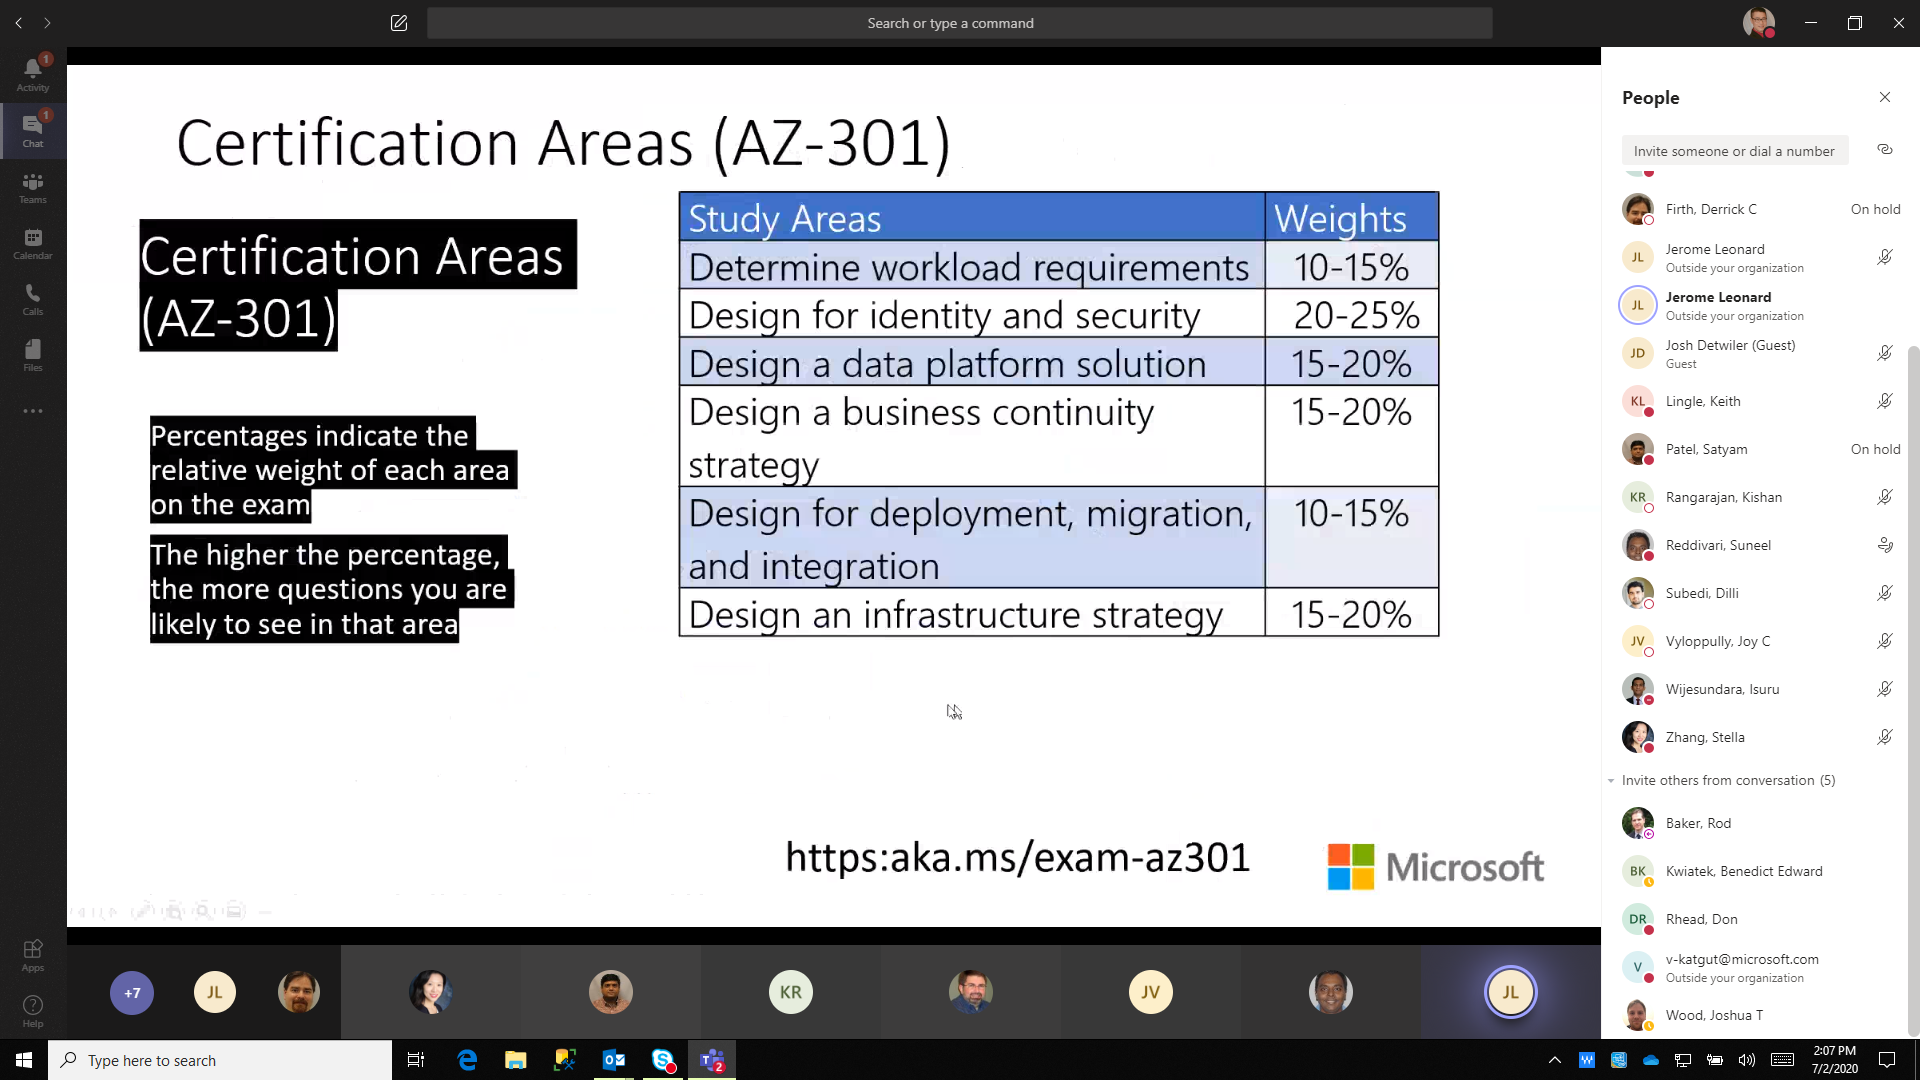 Search or type a command
1
Activity
1
Chat
Teams
Calendar
Calls
Files
Apps
Help
Certification Areas (AZ-301)
Certification Areas
(AZ-301)
Percentages indicate the
relative weight of each area
on the exam
The higher the percentage,
the more questions you are
likely to see in that area
Study Areas Weights
Determine workload requirements 10-15%
Design for identity and security 20-25%
Design a data platform solution 15-20%
Design a business continuity 15-20%
strategy
Design for deployment, migration, 10-15%
and integration
Design an infrastructure strategy 15-20%
https:aka.ms/exam-az301
Microsoft
+7
JL
KR
JV
JL
People
Invite someone or dial a number
Firth, Derrick C On hold
JL
Jerome Leonard
Outside your organization
JL
Jerome Leonard
Outside your organization
JD
Josh Detwiler (Guest)
Guest
KL Lingle, Keith
Patel, Satyam On hold
KR Rangarajan, Kishan
Reddivari, Suneel
Subedi, Dilli
JV Vyloppully, Joy C
Wijesundara, Isuru
Zhang, Stella
Invite others from conversation (5)
Baker, Rod
BK Kwiatek, Benedict Edward
DR Rhead, Don
V
v-katgut@microsoft.com
Outside your organization
Wood, Joshua T
Type here to search
2
2:07 PM
7/2/2020